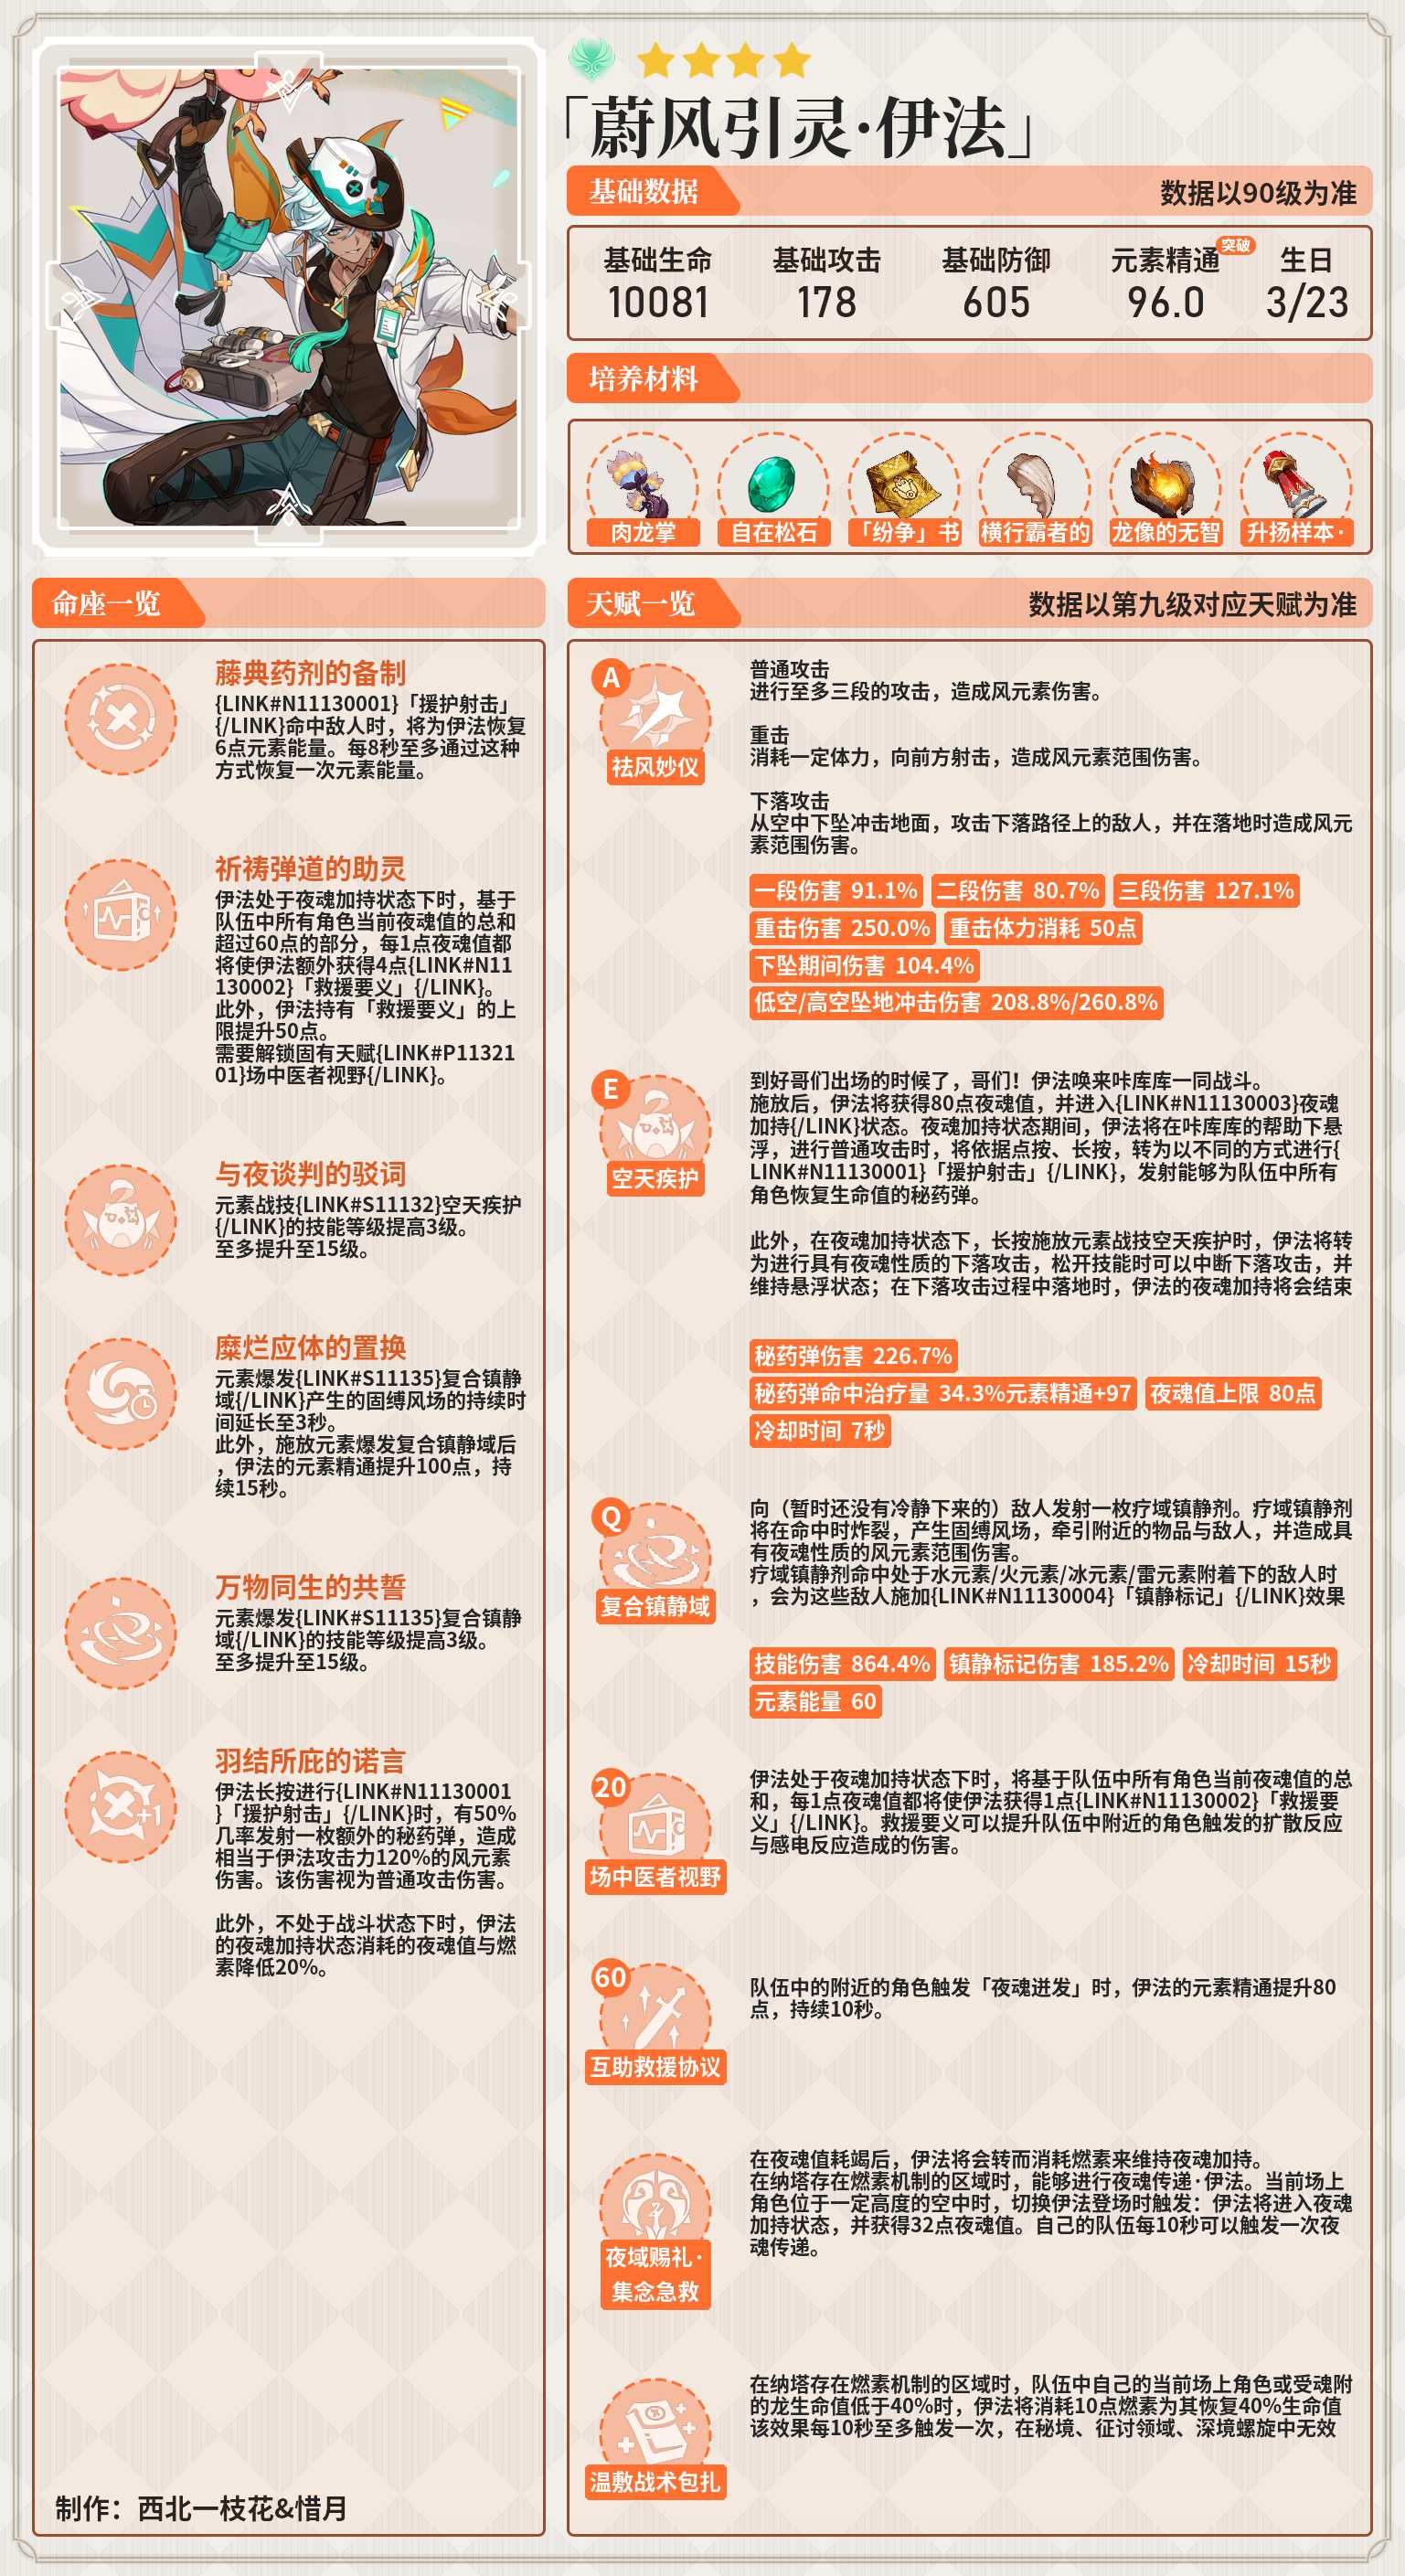 「蔚风引灵·伊法」
基础数据
数据以90级为准
基础生命
基础攻击
基础防御
元素精通
突破
生日
10081
178
605
96.0
3/23
培养材料
肉龙掌
自在松石
「纷争」书
横行霸者的
龙像的无智
升扬样本·
命座一览
藤典药剂的备制
{LINK#N11130001}「援护射击」
{/LINK}命中敌人时，将为伊法恢复
6点元素能量。每8秒至多通过这种
方式恢复一次元素能量。
祈祷弹道的助灵
伊法处于夜魂加持状态下时，基于
队伍中所有角色当前夜魂值的总和
超过60点的部分，每1点夜魂值都
将使伊法额外获得4点{LINK#N11
130002}「救援要义」{/LINK}。
此外，伊法持有「救援要义」的上
限提升50点。
需要解锁固有天赋{LINK#P11321
01}场中医者视野{/LINK}。
与夜谈判的驳词
元素战技{LINK#S11132}空天疾护
{/LINK}的技能等级提高3级。
至多提升至15级。
糜烂应体的置换
元素爆发{LINK#S11135}复合镇静
域{/LINK}产生的固缚风场的持续时
间延长至3秒。
此外，施放元素爆发复合镇静域后
，伊法的元素精通提升100点，持
续15秒。
万物同生的共誓
元素爆发{LINK#S11135}复合镇静
域{/LINK}的技能等级提高3级。
至多提升至15级。
+1
羽结所庇的诺言
伊法长按进行{LINK#N11130001
}「援护射击」{/LINK}时，有50%
几率发射一枚额外的秘药弹，造成
相当于伊法攻击力120%的风元素
伤害。该伤害视为普通攻击伤害。
此外，不处于战斗状态下时，伊法
的夜魂加持状态消耗的夜魂值与燃
素降低20%。
制作：西北一枝花&惜月
天赋一览
数据以第九级对应天赋为准
A
祛风妙仪
普通攻击
进行至多三段的攻击，造成风元素伤害。
重击
消耗一定体力，向前方射击，造成风元素范围伤害。
下落攻击
从空中下坠冲击地面，攻击下落路径上的敌人，并在落地时造成风元
素范围伤害。
一段伤害 91.1% 二段伤害 80.7% 三段伤害 127.1%
重击伤害 250.0% 重击体力消耗 50点
下坠期间伤害 104.4%
低空/高空坠地冲击伤害 208.8%/260.8%
E
空天疾护
到好哥们出场的时候了，哥们！伊法唤来咔库库一同战斗。
施放后，伊法将获得80点夜魂值，并进入{LINK#N11130003}夜魂
加持{/LINK}状态。夜魂加持状态期间，伊法将在咔库库的帮助下悬
浮，进行普通攻击时，将依据点按、长按，转为以不同的方式进行{
LINK#N11130001}「援护射击」{/LINK}，发射能够为队伍中所有
角色恢复生命值的秘药弹。
此外，在夜魂加持状态下，长按施放元素战技空天疾护时，伊法将转
为进行具有夜魂性质的下落攻击，松开技能时可以中断下落攻击，并
维持悬浮状态；在下落攻击过程中落地时，伊法的夜魂加持将会结束
秘药弹伤害 226.7%
秘药弹命中治疗量 34.3%元素精通+97 夜魂值上限 80点
冷却时间 7秒
Q
复合镇静域
向（暂时还没有冷静下来的）敌人发射一枚疗域镇静剂。疗域镇静剂
将在命中时炸裂，产生固缚风场，牵引附近的物品与敌人，并造成具
有夜魂性质的风元素范围伤害。
疗域镇静剂命中处于水元素/火元素/冰元素/雷元素附着下的敌人时
，会为这些敌人施加{LINK#N11130004}「镇静标记」{/LINK}效果
技能伤害 864.4% 镇静标记伤害 185.2% 冷却时间 15秒
元素能量 60
20
场中医者视野
伊法处于夜魂加持状态下时，将基于队伍中所有角色当前夜魂值的总
和，每1点夜魂值都将使伊法获得1点{LINK#N11130002}「救援要
义」{/LINK}。救援要义可以提升队伍中附近的角色触发的扩散反应
与感电反应造成的伤害。
60
互助救援协议
队伍中的附近的角色触发「夜魂迸发」时，伊法的元素精通提升80
点，持续10秒。
夜域赐礼·
集念急救
在夜魂值耗竭后，伊法将会转而消耗燃素来维持夜魂加持。
在纳塔存在燃素机制的区域时，能够进行夜魂传递·伊法。当前场上
角色位于一定高度的空中时，切换伊法登场时触发：伊法将进入夜魂
加持状态，并获得32点夜魂值。自己的队伍每10秒可以触发一次夜
魂传递。
温敷战术包扎
在纳塔存在燃素机制的区域时，队伍中自己的当前场上角色或受魂附
的龙生命值低于40%时，伊法将消耗10点燃素为其恢复40%生命值
该效果每10秒至多触发一次，在秘境、征讨领域、深境螺旋中无效